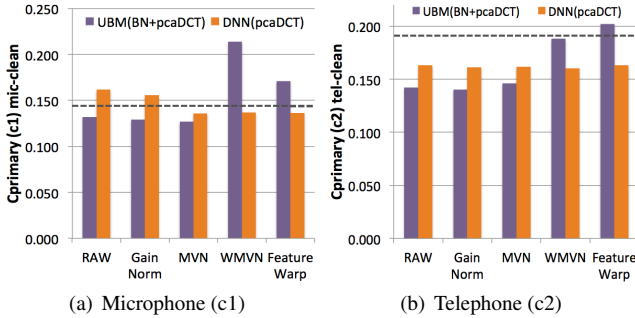 UBM(BN+pcaDCT) DNN(pcaDCT)
Cprimary (c1) mic-clean
0.250
0.200
0.150
0.100
0.050
0.000
RAW Gain Norm MVN WMVN Feature Warp
(a) Microphone (c1)
UBM(BN+pcaDCT) DNN(pcaDCT)
Cprimary (c2) tel-clean
0.200
0.150
0.100
0.050
0.000
RAW Gain Norm MVN WMVN Feature Warp
(b) Telephone (c2)